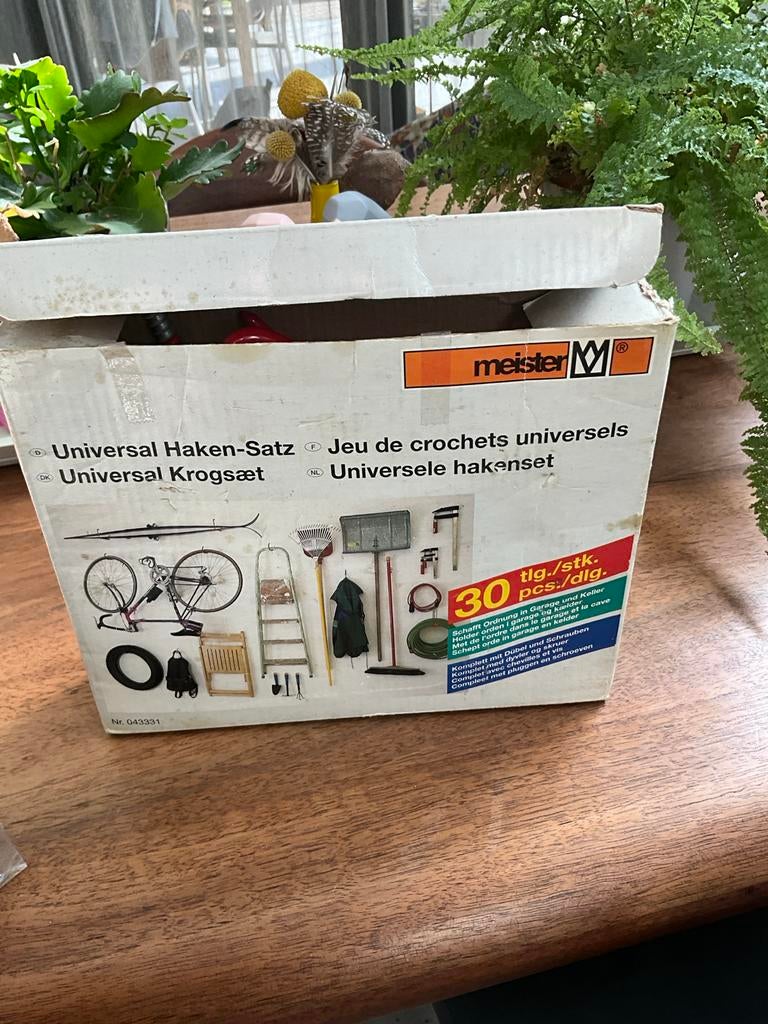 meister ®
D Universal Haken-Satz F Jeu de crochets universels
DK Universal Krogsæt NL Universele hakenset
30 tlg./stk.
pcs./dlg.
Schafft Ordnung in Garage und Keller
Holder orden i garage og kælder
Met de l'ordre dans le garage et la cave
Schept orde in garage en kelder
Komplett mit Dübel und Schrauben
Komplet med dyvler og skruer
Complet avec chevilles et vis
Compleet met pluggen en schroeven
Nr. 043331